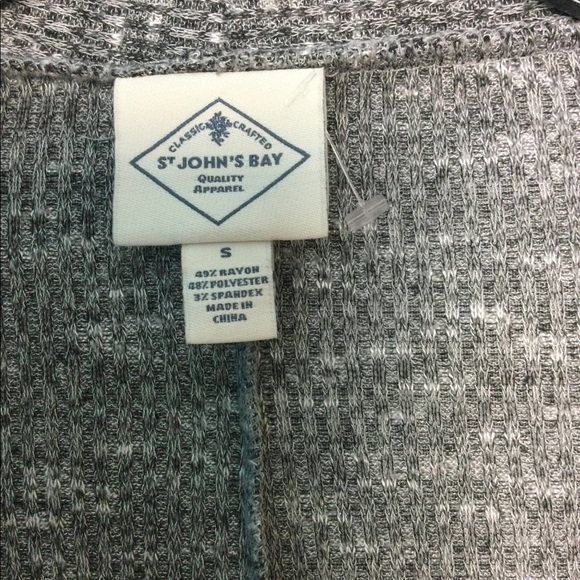 CLASSIC CRAFTED
ST JOHN'S BAY
QUALITY
APPAREL
S
49% RAYON
48% POLYESTER
3% SPANDEX
MADE IN
CHINA